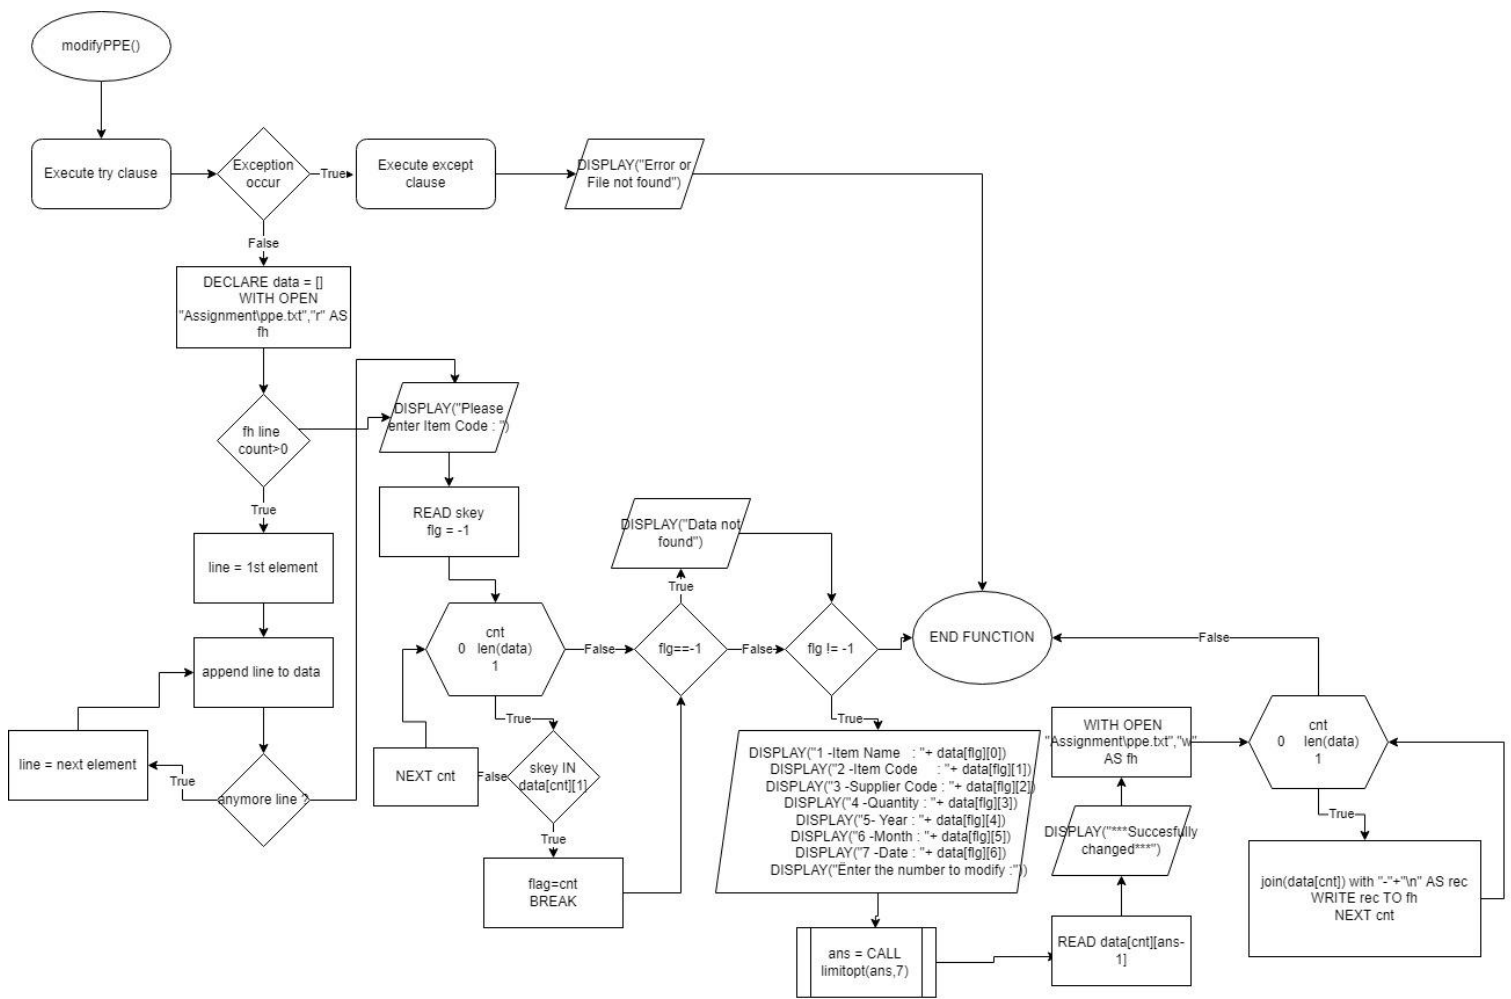 modifyPPE()
Execute try clause
Exception
occur
True
Execute except
clause
DISPLAY("Error or
File not found")
False
DECLARE data = []
WITH OPEN
"Assignment\ppe.txt","r" AS
fh
fh line
count>0
True
line = 1st element
append line to data
line = next element
True
anymore line ?
DISPLAY("Please
enter Item Code : ")
READ skey
flg = -1
cnt
0 len(data)
1
False
True
NEXT cnt
False
skey IN
data[cnt][1]
True
flag=cnt
BREAK
flg==-1
True
DISPLAY("Data not
found")
False
flg != -1
END FUNCTION
True
DISPLAY("1 -Item Name : "+ data[flg][0])
DISPLAY("2 -Item Code : "+ data[flg][1])
DISPLAY("3 -Supplier Code : "+ data[flg][2])
DISPLAY("4 -Quantity : "+ data[flg][3])
DISPLAY("5- Year : "+ data[flg][4])
DISPLAY("6 -Month : "+ data[flg][5])
DISPLAY("7 -Date : "+ data[flg][6])
DISPLAY("Enter the number to modify :"))
ans = CALL
limitopt(ans,7)
READ data[cnt][ans-
1]
DISPLAY("***Succesfully
changed***")
WITH OPEN
"Assignment\ppe.txt","w"
AS fh
cnt
0 len(data)
1
False
True
join(data[cnt]) with "-"+"\n" AS rec
WRITE rec TO fh
NEXT cnt